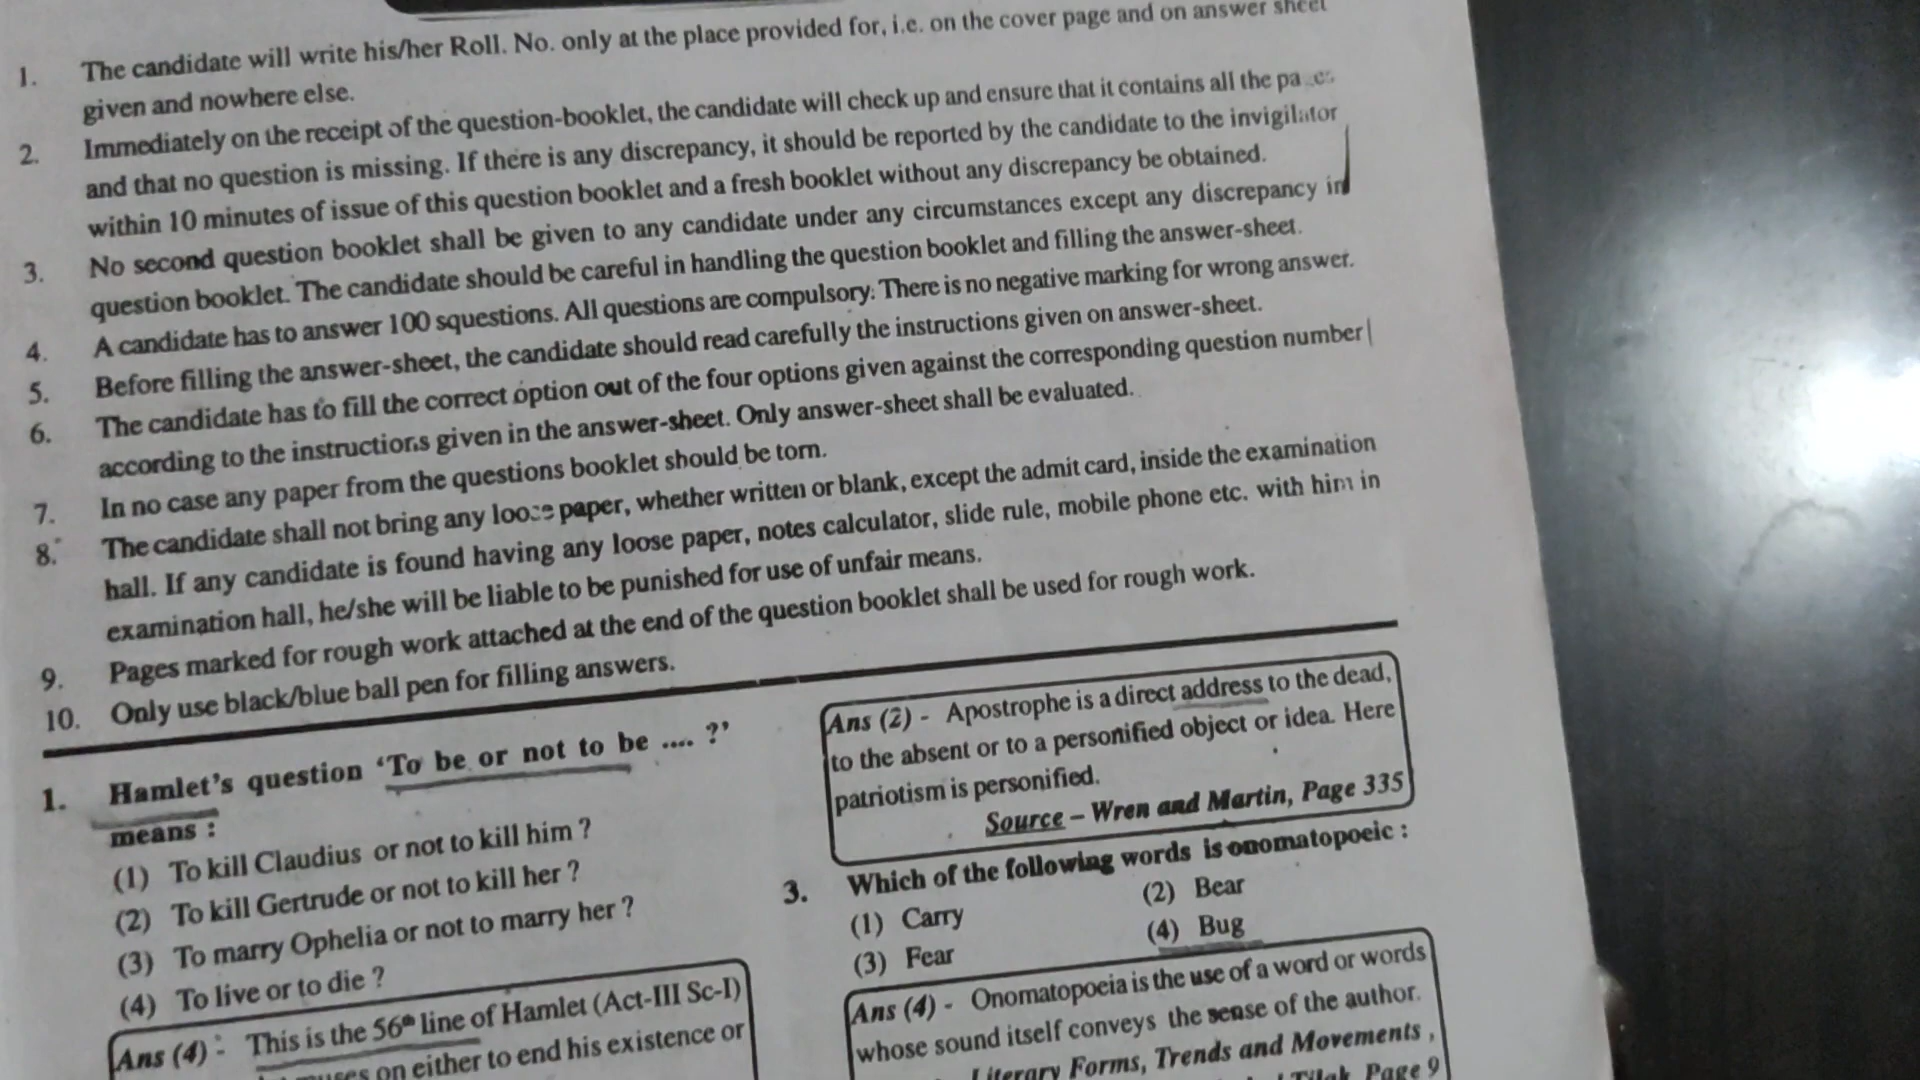 1. The candidate will write his/her Roll. No. only at the place provided for, i.e. on the cover page and on answer sheet
given and nowhere else.
2. Immediately on the receipt of the question-booklet, the candidate will check up and ensure that it contains all the
and that no question is missing. If there is any discrepancy, it should be reported by the candidate to the invigilator
within 10 minutes of issue of this question booklet and a fresh booklet without any discrepancy be obtained.
3. No second question booklet shall be given to any candidate under any circumstances except any discrepancy in
question booklet. The candidate should be careful in handling the question booklet and filling the answer-sheet.
4. A candidate has to answer 100 squestions. All questions are compulsory. There is no negative marking for wrong answer.
5. Before filling the answer-sheet, the candidate should read carefully the instructions given on answer-sheet.
6. The candidate has to fill the correct option out of the four options given against the corresponding question number
according to the instructions given in the answer-sheet. Only answer-sheet shall be evaluated.
7. In no case any paper from the questions booklet should be torn.
8. The candidate shall not bring any loose paper, whether written or blank, except the admit card, inside the examination
hall. If any candidate is found having any loose paper, notes calculator, slide rule, mobile phone etc. with him in
examination hall, he/she will be liable to be punished for use of unfair means.
9. Pages marked for rough work attached at the end of the question booklet shall be used for rough work.
10. Only use black/blue ball pen for filling answers.
1. Hamlet's question 'To be or not to be .... ?'
means :
(1) To kill Claudius or not to kill him ?
(2) To kill Gertrude or not to kill her ?
(3) To marry Ophelia or not to marry her ?
(4) To live or to die ?
Ans (4) - This is the 56th line of Hamlet (Act-III Sc-I)
on either to end his existence or
Ans (2) - Apostrophe is a direct address to the dead,
to the absent or to a personified object or idea. Here
patriotism is personified.
Source – Wren and Martin, Page 335
3. Which of the following words is onomatopoeic :
(1) Carry (2) Bear
(3) Fear (4) Bug
Ans (4) - Onomatopoeia is the use of a word or words
whose sound itself conveys the sense of the author.
Literary Forms, Trends and Movements,
Tilak Page 9